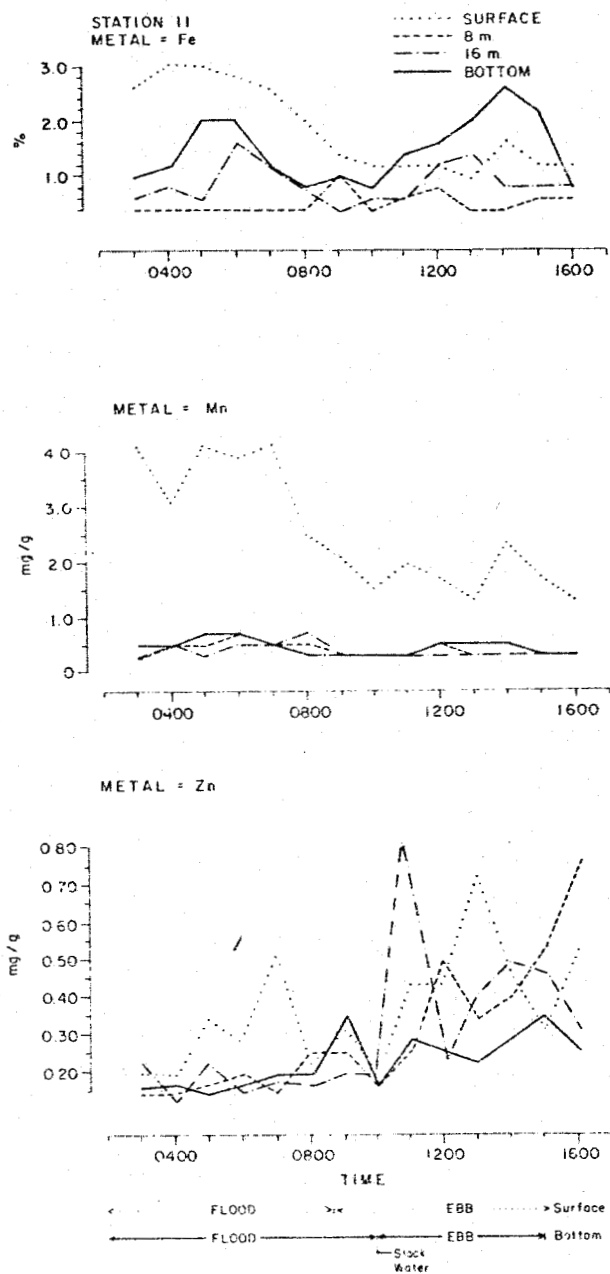 STATION 11
METAL = Fe
SURFACE
8 m
16 m
BOTTOM
3.0
2.0
1.0
%
0400 0800 1200 1600
METAL = Mn
4.0
3.0
2.0
1.0
0
mg/g
0400 0800 1200 1600
METAL = Zn
0.80
0.70
0.60
0.50
0.40
0.30
0.20
mg/g
0400 0800 1200 1600
TIME
FLOOD EBB Surface
FLOOD EBB Bottom
Slack
Water